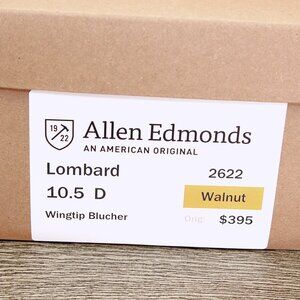 19
22
Allen Edmonds
AN AMERICAN ORIGINAL
Lombard 2622
10.5 D Walnut
Wingtip Blucher Orig. $395